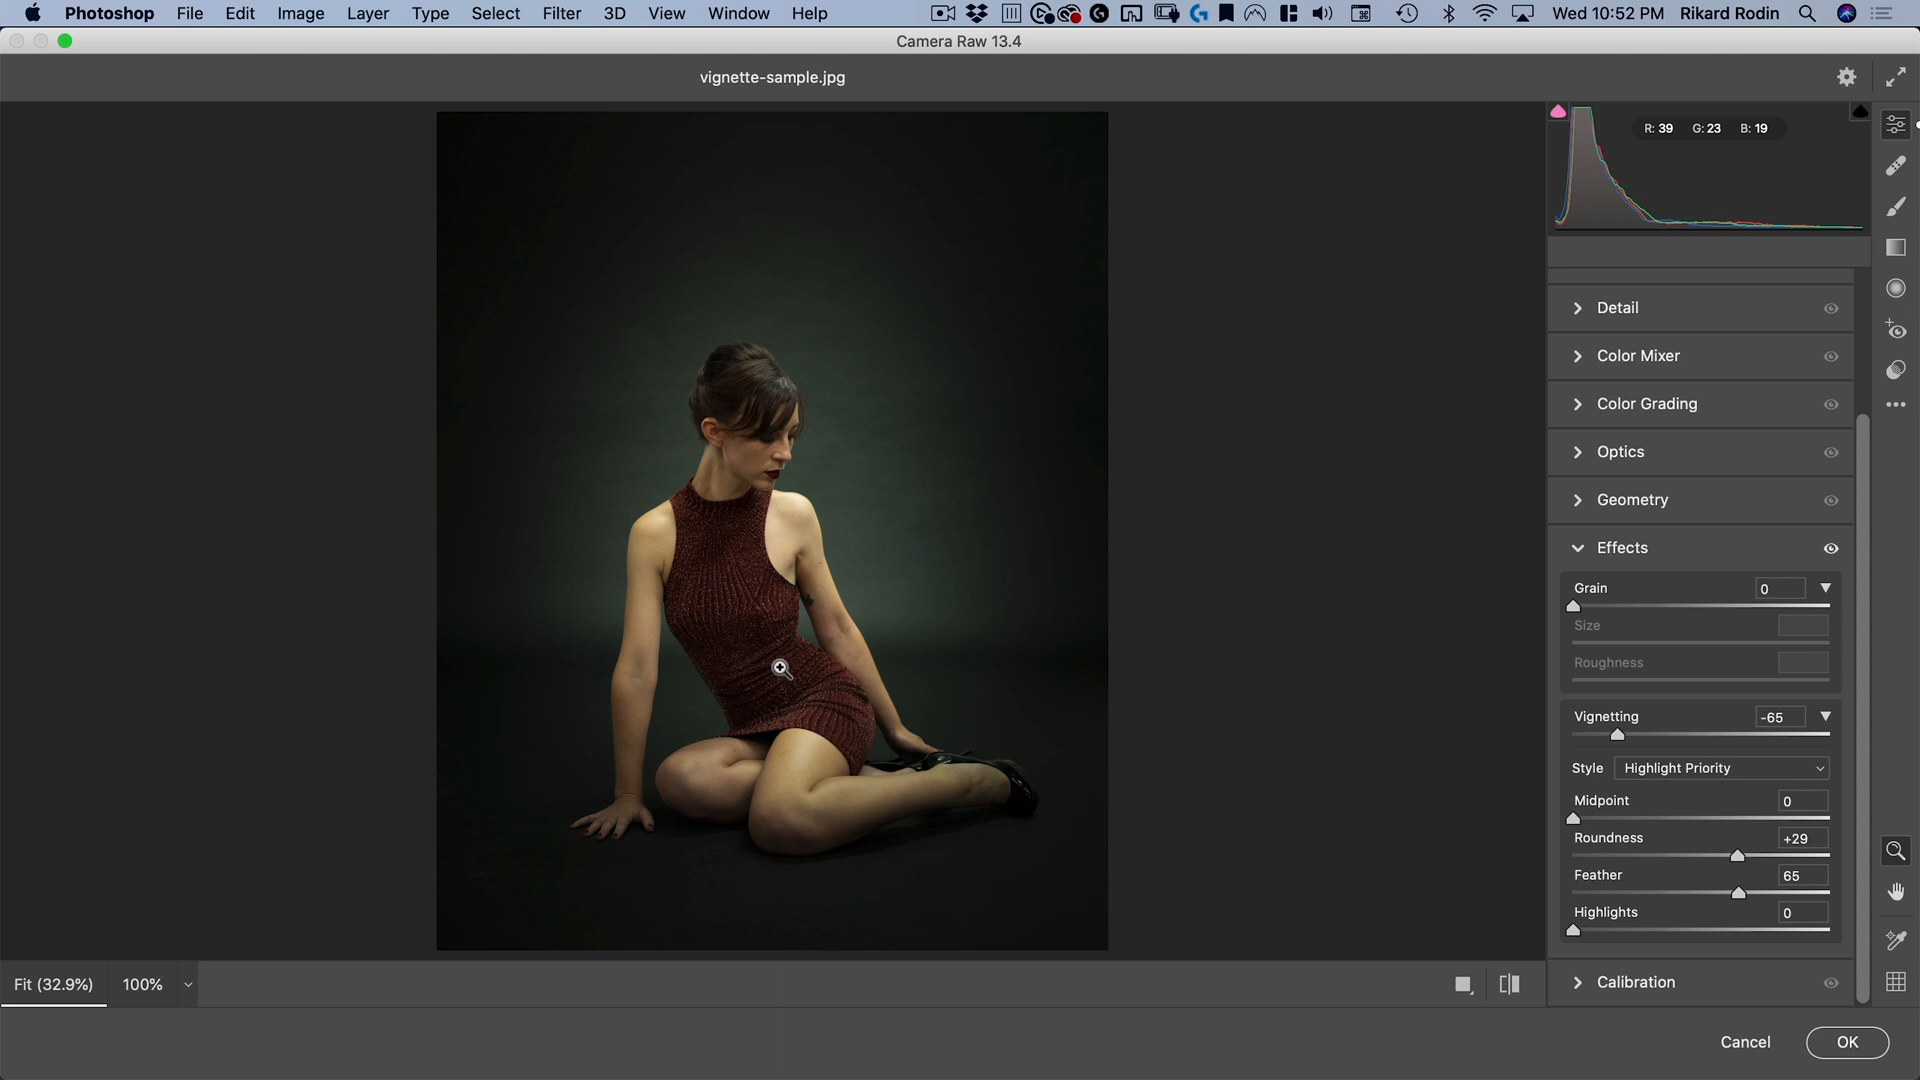 Photoshop File Edit Image Layer Type Select Filter 3D View Window Help Wed 10:52 PM Rikard Rodin
Camera Raw 13.4
vignette-sample.jpg
R: 39 G: 23 B: 19
Detail
Color Mixer
Color Grading
Optics
Geometry
Effects
Grain 0
Size
Roughness
Vignetting -65
Style Highlight Priority
Midpoint 0
Roundness +29
Feather 65
Highlights 0
Calibration
Fit (32.9%) 100%
Cancel OK